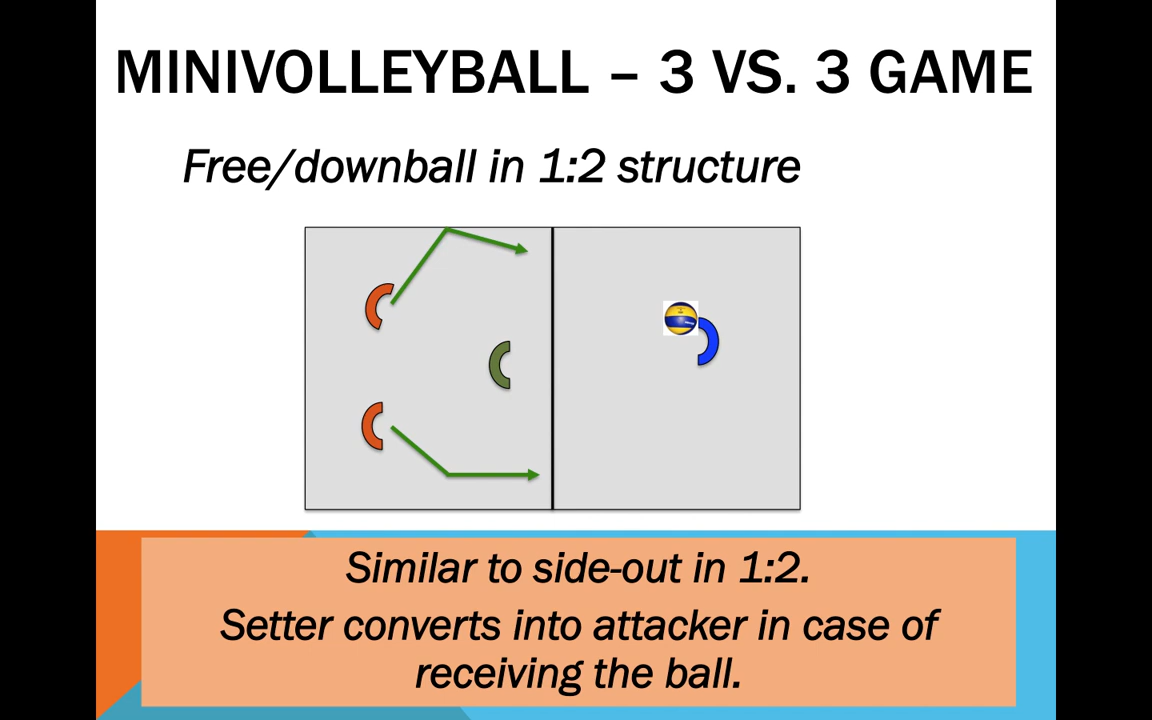 MINIVOLLEYBALL – 3 VS. 3 GAME
Free/downball in 1:2 structure
Similar to side-out in 1:2.
Setter converts into attacker in case of
receiving the ball.